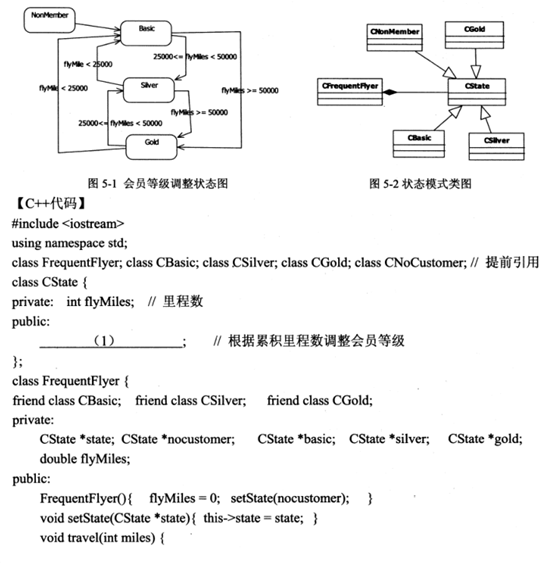 NonMember
Basic
25000<= flyMiles < 50000
flyMile < 25000
flyMile < 25000
Silver
flyMiles >= 50000
flyMiles >= 50000
25000<= flyMiles < 50000
Gold
图 5-1 会员等级调整状态图
CNonMember
CGold
CFrequentFlyer
CState
CBasic
CSilver
图 5-2 状态模式类图
【C++代码】
#include <iostream>
using namespace std;
class FrequentFlyer; class CBasic; class CSilver; class CGold; class CNoCustomer; // 提前引用
class CState {
private: int flyMiles; // 里程数
public:
（1） ; // 根据累积里程数调整会员等级
};
class FrequentFlyer {
friend class CBasic; friend class CSilver; friend class CGold;
private:
CState *state; CState *nocustomer; CState *basic; CState *silver; CState *gold;
double flyMiles;
public:
FrequentFlyer(){ flyMiles = 0; setState(nocustomer); }
void setState(CState *state){ this->state = state; }
void travel(int miles) {